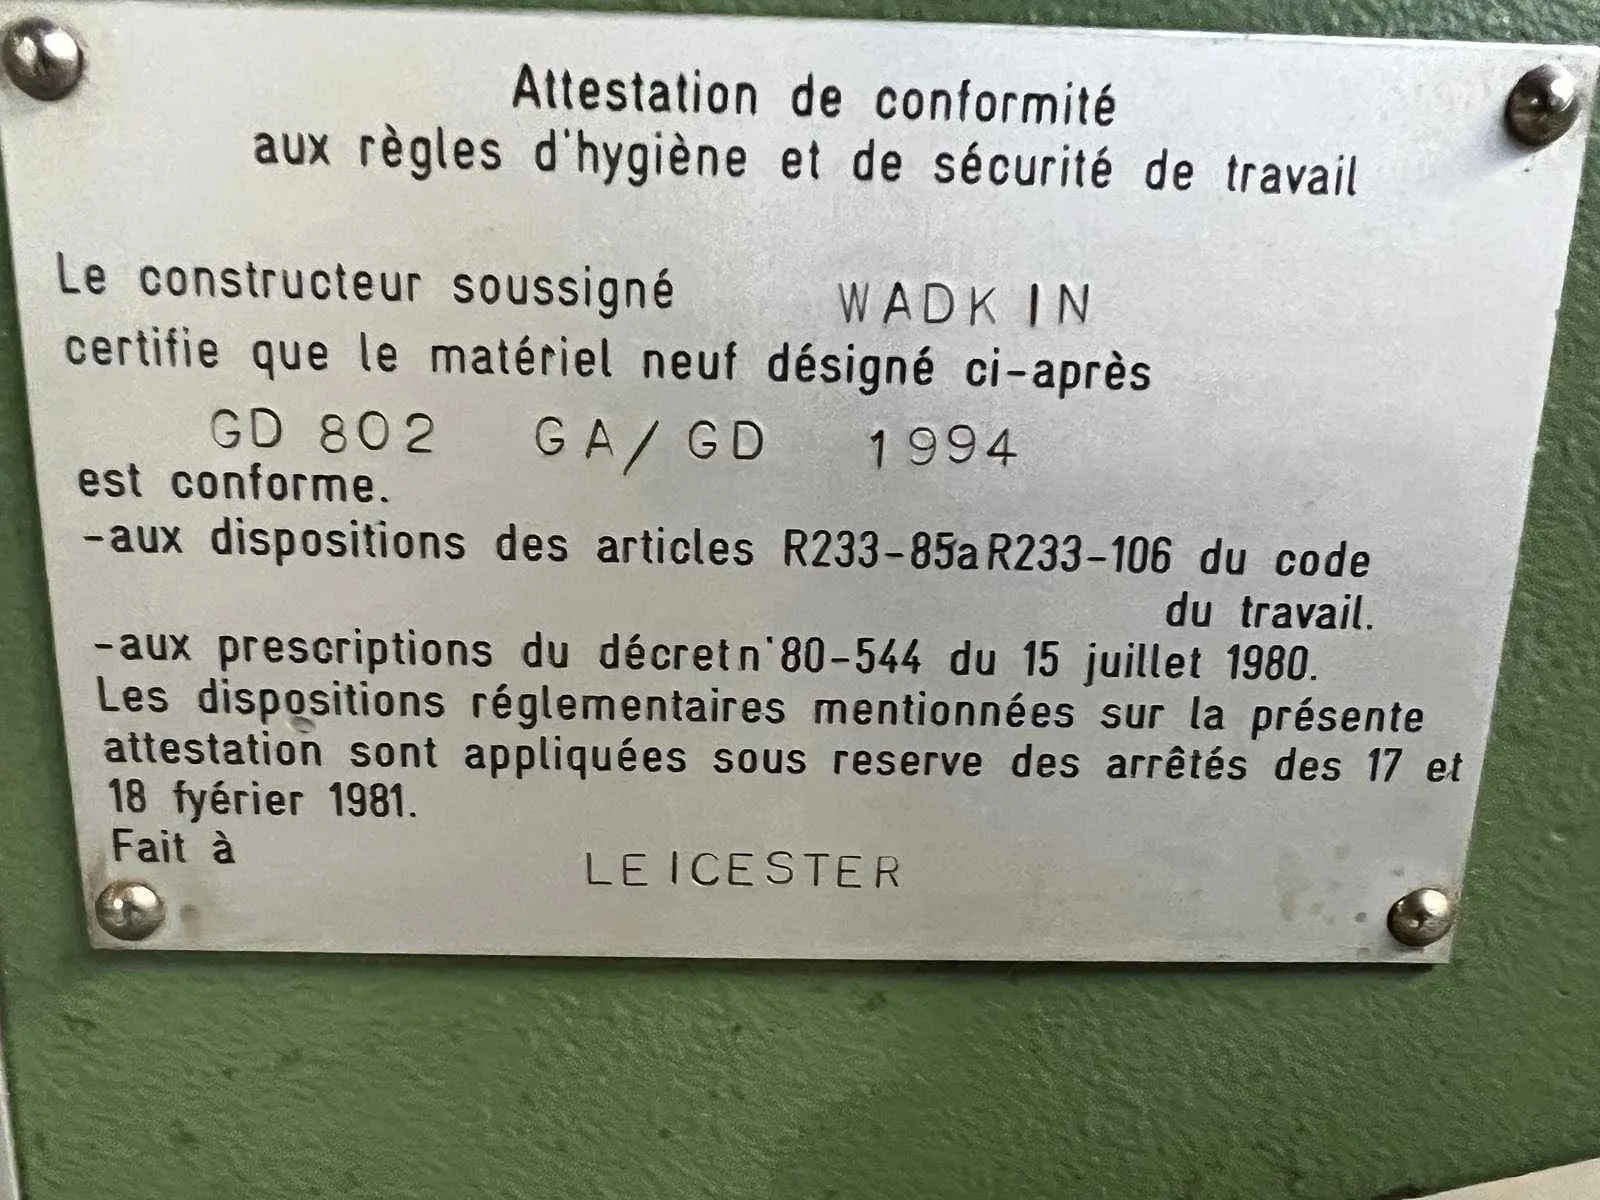 Attestation de conformité
aux règles d'hygiène et de sécurité de travail
Le constructeur soussigné WADKIN
certifie que le matériel neuf désigné ci-après
GD 802 GA/GD 1994
est conforme.
-aux dispositions des articles R233-85a R233-106 du code
du travail.
-aux prescriptions du décret n°80-544 du 15 juillet 1980.
Les dispositions réglementaires mentionnées sur la présente
attestation sont appliquées sous reserve des arrêtés des 17 et
18 fyérier 1981.
Fait à LEICESTER